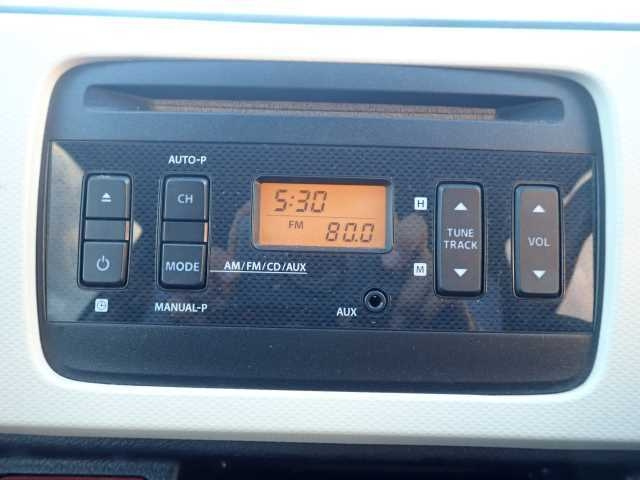 AUTO-P
CH
5:30
FM 80.0
H
TUNE
TRACK
VOL
MODE
AM/FM/CD/AUX
M
MANUAL-P
AUX